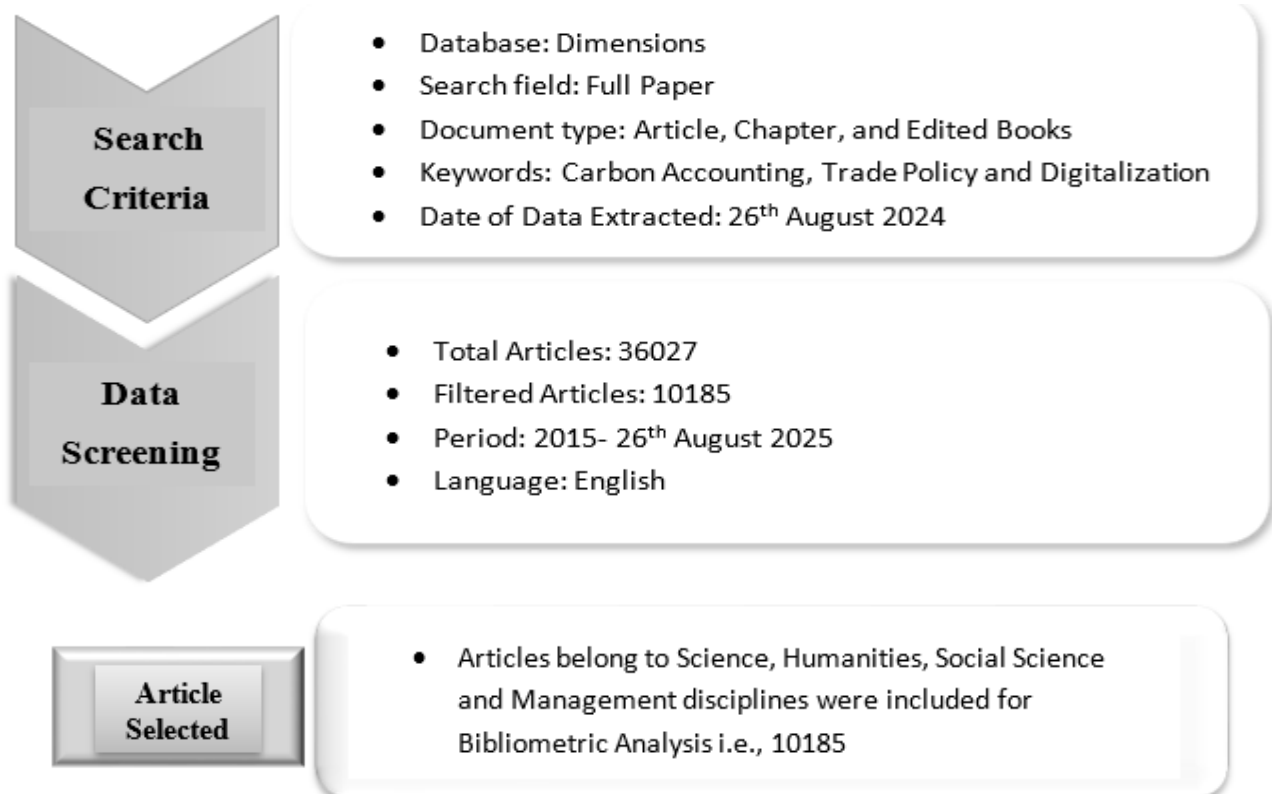 Search
Criteria
• Database: Dimensions
• Search field: Full Paper
• Document type: Article, Chapter, and Edited Books
• Keywords: Carbon Accounting, Trade Policy and Digitalization
• Date of Data Extracted: 26th August 2024
Data
Screening
• Total Articles: 36027
• Filtered Articles: 10185
• Period: 2015- 26th August 2025
• Language: English
Article
Selected
• Articles belong to Science, Humanities, Social Science
and Management disciplines were included for
Bibliometric Analysis i.e., 10185